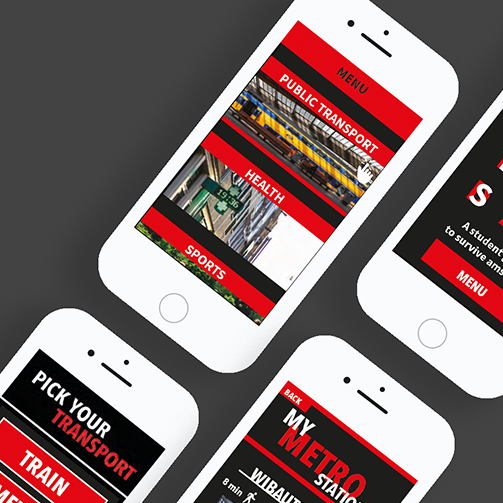 MENU
PUBLIC TRANSPORT
HEALTH
SPORTS
S
A student
to survive ams
MENU
PICK YOUR
TRANSPORT
TRAIN
BACK
MY
METRO
STATIO
8 min
WIBAUT